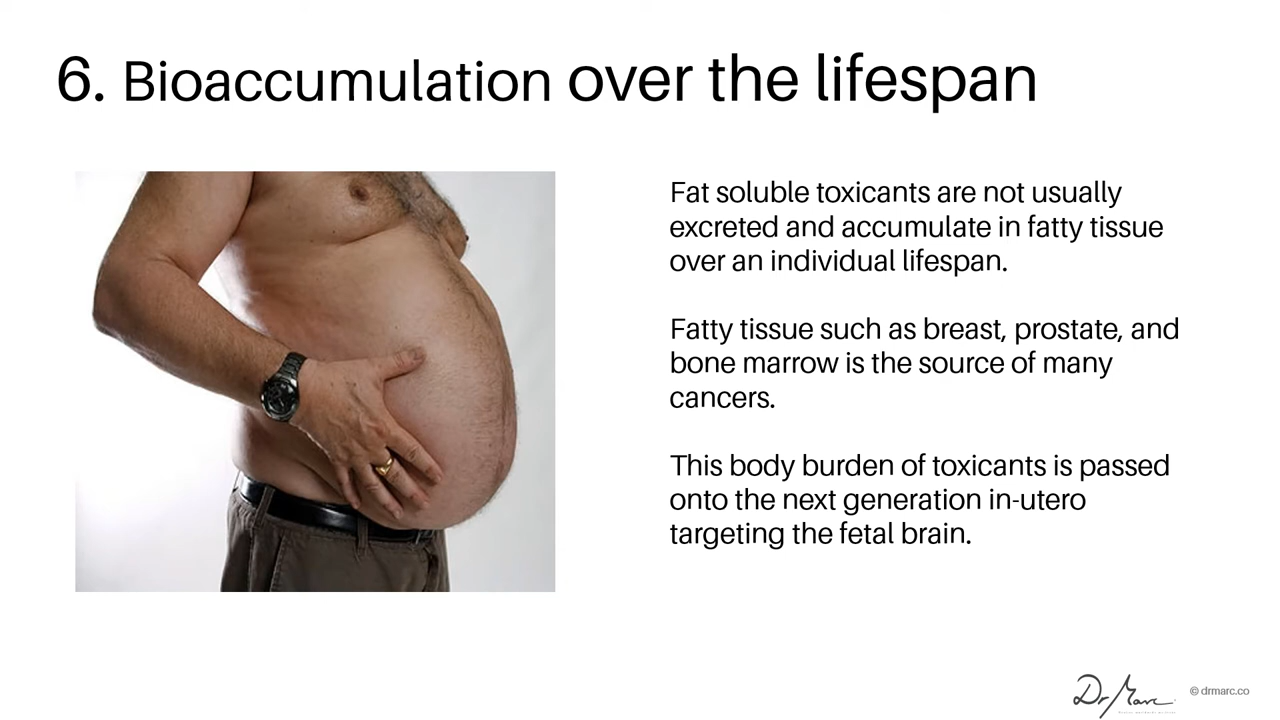 6. Bioaccumulation over the lifespan
Fat soluble toxicants are not usually
excreted and accumulate in fatty tissue
over an individual lifespan.
Fatty tissue such as breast, prostate, and
bone marrow is the source of many
cancers.
This body burden of toxicants is passed
onto the next generation in-utero
targeting the fetal brain.
Dr Marc
© drmarc.co